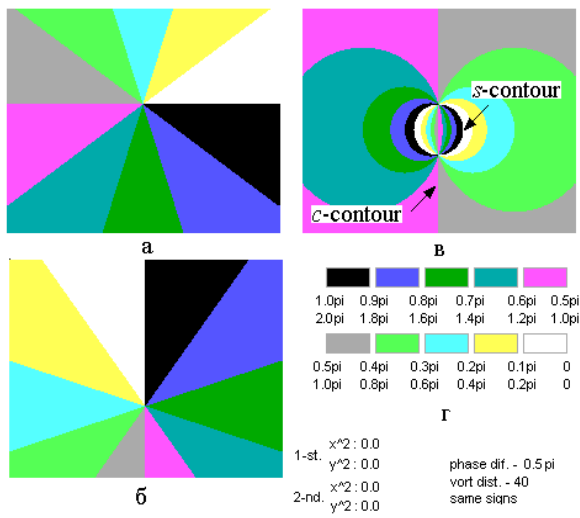 а
s-contour
c-contour
в
б
1.0pi 0.9pi 0.8pi 0.7pi 0.6pi 0.5pi
2.0pi 1.8pi 1.6pi 1.4pi 1.2pi 1.0pi
0.5pi 0.4pi 0.3pi 0.2pi 0.1pi 0
1.0pi 0.8pi 0.6pi 0.4pi 0.2pi 0
г
1-st. x^2 : 0.0
y^2 : 0.0
2-nd. x^2 : 0.0
y^2 : 0.0
phase dif. - 0.5 pi
vort dist. - 40
same signs